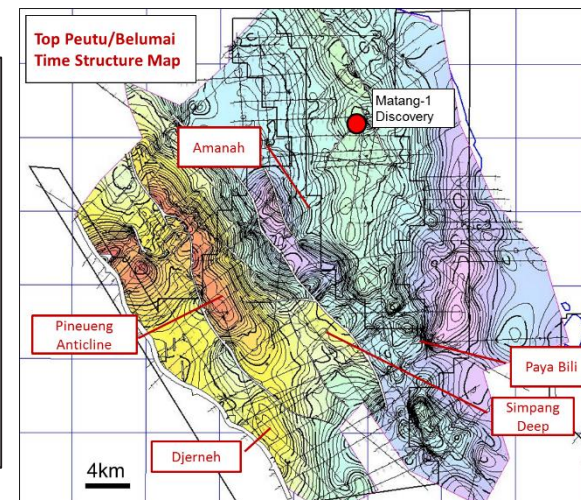 Top Peutu/Belumai
Time Structure Map
Matang-1
Discovery
Amanah
Pineueng
Anticline
Paya Bili
Simpang
Deep
Djerneh
4km